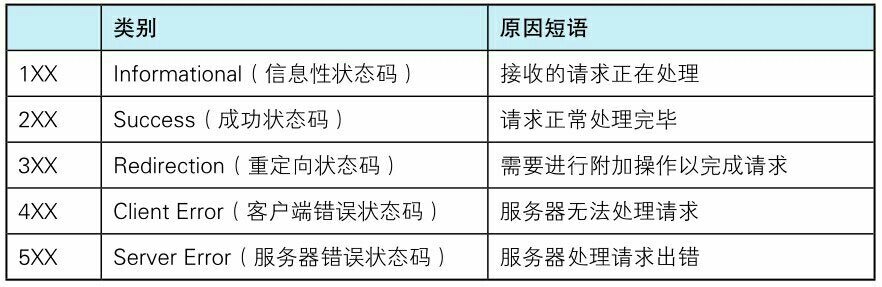 类别 原因短语
1XX Informational（信息性状态码） 接收的请求正在处理
2XX Success（成功状态码） 请求正常处理完毕
3XX Redirection（重定向状态码） 需要进行附加操作以完成请求
4XX Client Error（客户端错误状态码） 服务器无法处理请求
5XX Server Error（服务器错误状态码） 服务器处理请求出错